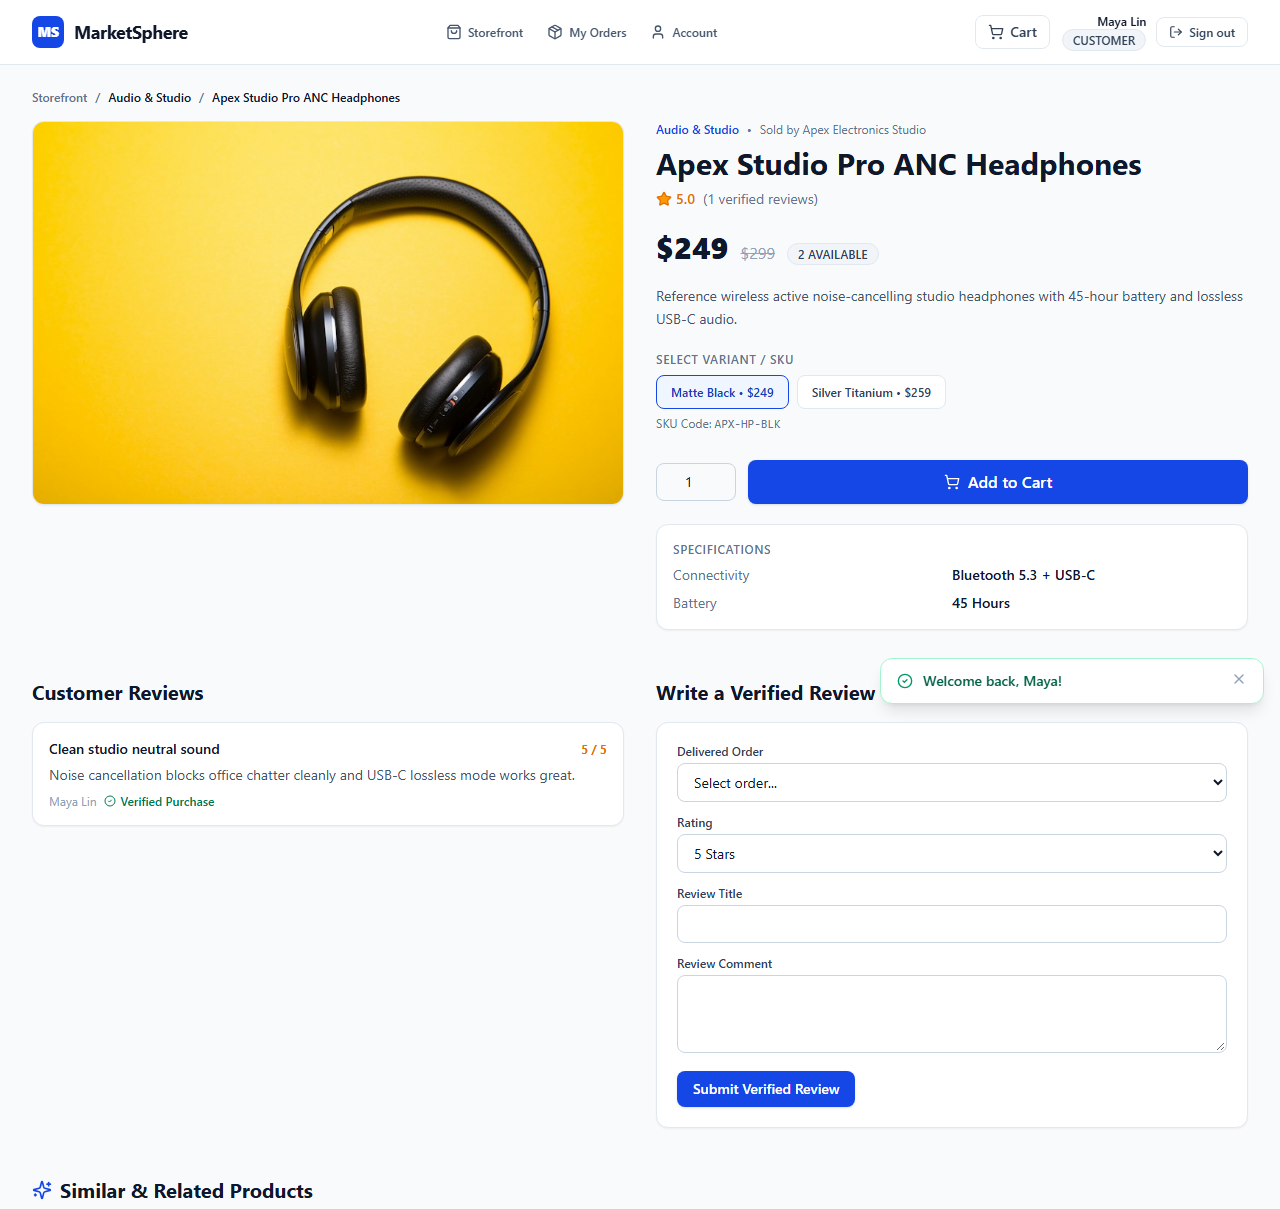 MS MarketSphere
Storefront
My Orders
Account
Cart
Maya Lin
CUSTOMER
Sign out
Storefront / Audio & Studio / Apex Studio Pro ANC Headphones
Audio & Studio • Sold by Apex Electronics Studio
Apex Studio Pro ANC Headphones
5.0 (1 verified reviews)
$249 $299 2 AVAILABLE
Reference wireless active noise-cancelling studio headphones with 45-hour battery and lossless
USB-C audio.
SELECT VARIANT / SKU
Matte Black • $249
Silver Titanium • $259
SKU Code: APX-HP-BLK
1
Add to Cart
SPECIFICATIONS
Connectivity Bluetooth 5.3 + USB-C
Battery 45 Hours
Customer Reviews
Clean studio neutral sound 5 / 5
Noise cancellation blocks office chatter cleanly and USB-C lossless mode works great.
Maya Lin Verified Purchase
Write a Verified Review
Welcome back, Maya!
Delivered Order
Select order...
Rating
5 Stars
Review Title
Review Comment
Submit Verified Review
Similar & Related Products